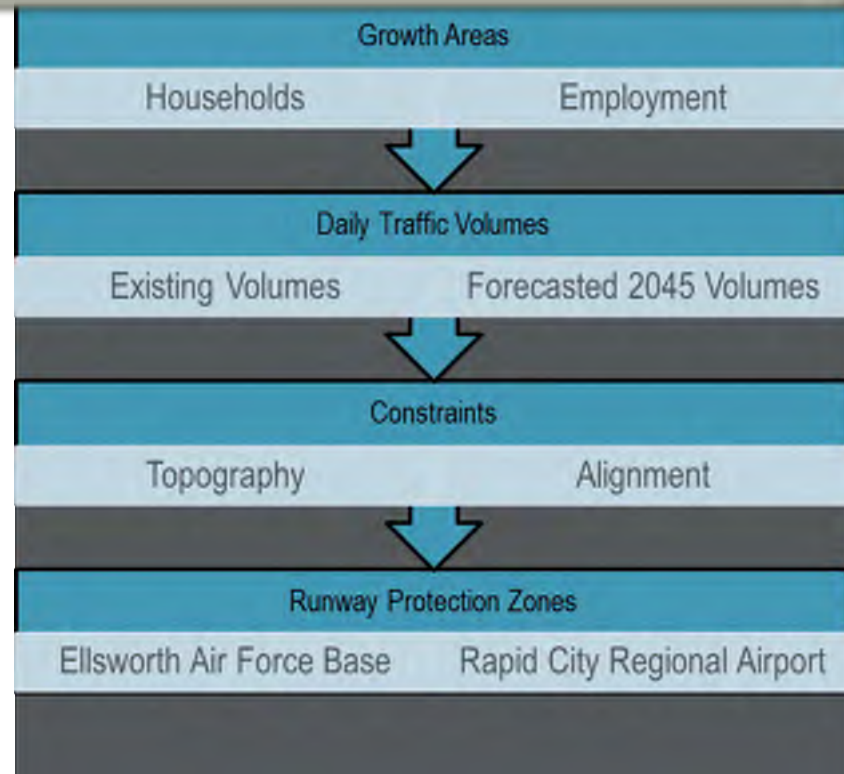 Growth Areas
Households Employment
Daily Traffic Volumes
Existing Volumes Forecasted 2045 Volumes
Constraints
Topography Alignment
Runway Protection Zones
Ellsworth Air Force Base Rapid City Regional Airport